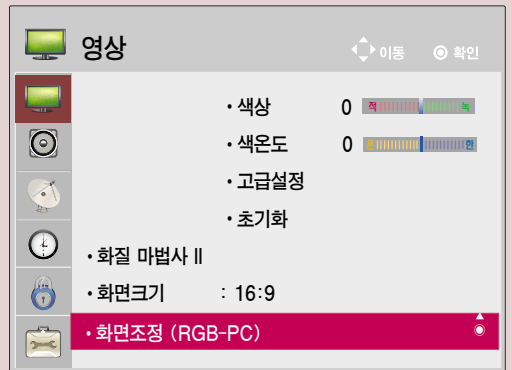 영상 이동 확인
• 색상 0 적 녹
• 색온도 0 온 한
• 고급설정
• 초기화
• 화질 마법사 II
• 화면크기 : 16:9
• 화면조정 (RGB-PC)